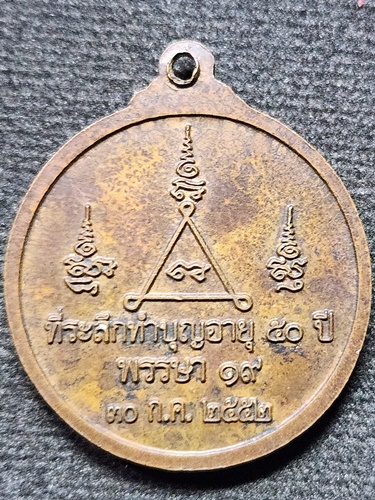 ที่ระลึกทำบุญอายุ ๕๐ ปี
พรรษา ๑๙
๓๐ ก.ค. ๒๕๕๒